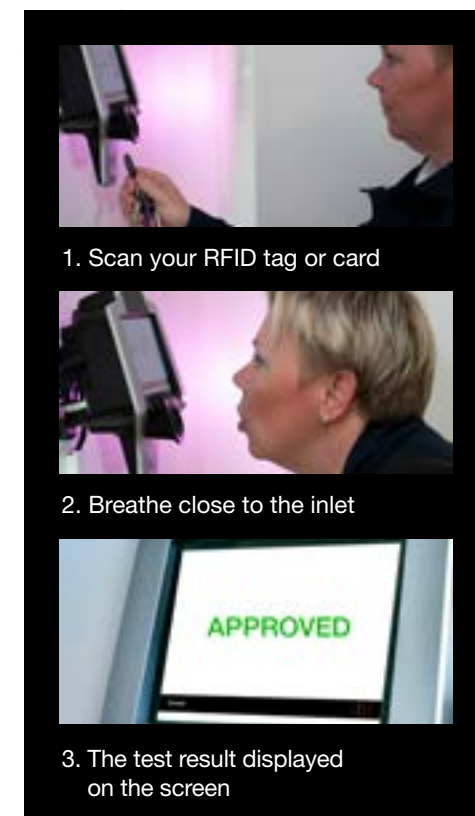 1. Scan your RFID tag or card
2. Breathe close to the inlet
APPROVED
3. The test result displayed
on the screen